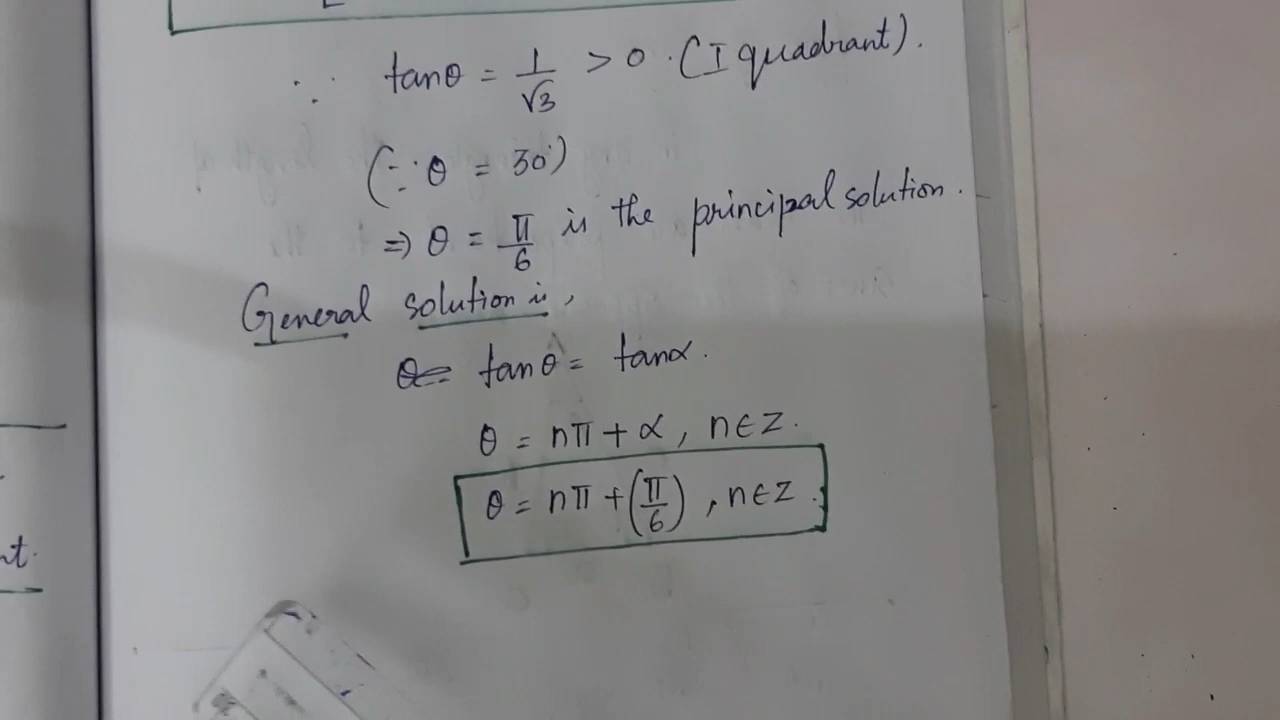 ∴ tanθ = 1/√3 > 0 . (I quadrant).
(∵ θ = 30°)
⇒ θ = π/6 is the principal solution.
General solution is,
tanθ = tanα.
θ = nπ + α, n∈Z.
θ = nπ + (π/6), n∈Z.
nt.